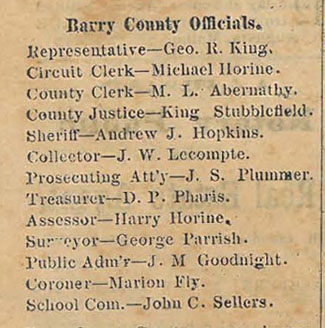 Barry County Officials.
Representative—Geo. R. King.
Circuit Clerk—Michael Horine.
County Clerk—M. L. Abernathy.
County Justice—King Stubblefield.
Sheriff—Andrew J. Hopkins.
Collector—J. W. Lecompte.
Prosecuting Att'y—J. S. Plummer.
Treasurer—D. P. Pharis.
Assessor—Harry Horine.
Surveyor—George Parrish.
Public Adm'r—J. M Goodnight.
Coroner—Marion Fly.
School Com.—John C. Sellers.